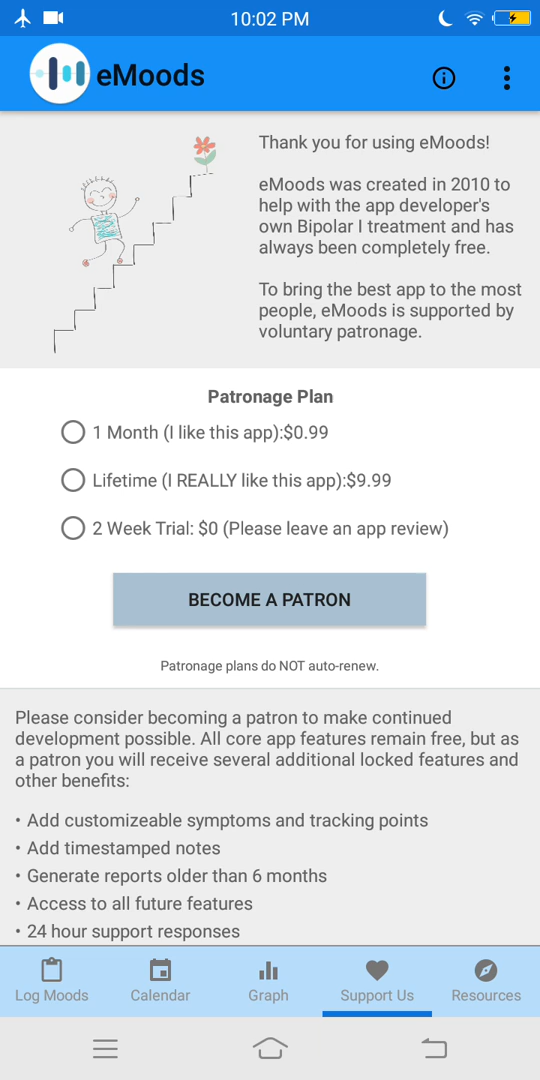 10:02 PM
eMoods
Thank you for using eMoods!
eMoods was created in 2010 to
help with the app developer's
own Bipolar I treatment and has
always been completely free.
To bring the best app to the most
people, eMoods is supported by
voluntary patronage.
Patronage Plan
1 Month (I like this app):$0.99
Lifetime (I REALLY like this app):$9.99
2 Week Trial: $0 (Please leave an app review)
BECOME A PATRON
Patronage plans do NOT auto-renew.
Please consider becoming a patron to make continued
development possible. All core app features remain free, but as
a patron you will receive several additional locked features and
other benefits:
• Add customizeable symptoms and tracking points
• Add timestamped notes
• Generate reports older than 6 months
• Access to all future features
• 24 hour support responses
Log Moods Calendar Graph Support Us Resources